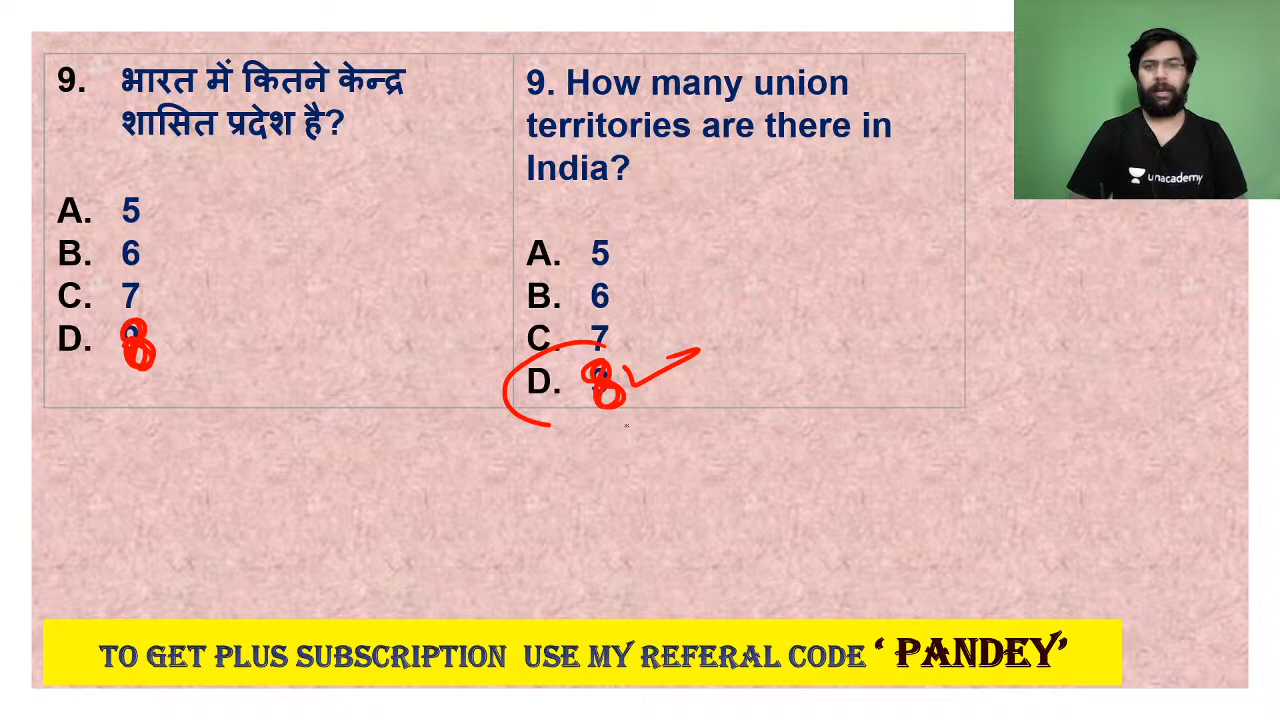 9. भारत में कितने केन्द्र
शासित प्रदेश है?
A. 5
B. 6
C. 7
D. 8
9. How many union
territories are there in
India?
A. 5
B. 6
C. 7
D. 8
unacademy
TO GET PLUS SUBSCRIPTION USE MY REFERAL CODE ‘ PANDEY’